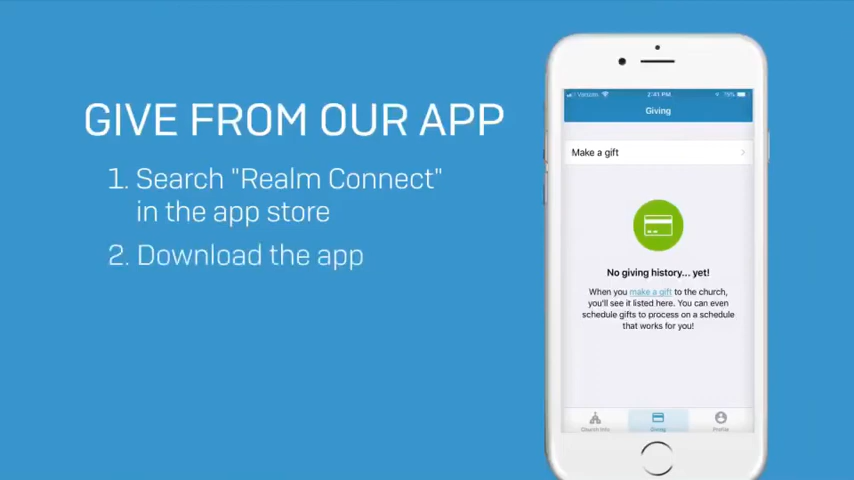 GIVE FROM OUR APP
1. Search "Realm Connect"
in the app store
2. Download the app
Verizon
2:41 PM
75%
Giving
Make a gift
No giving history... yet!
When you make a gift to the church,
you'll see it listed here. You can even
schedule gifts to process on a schedule
that works for you!
Church Info
Giving
Profile